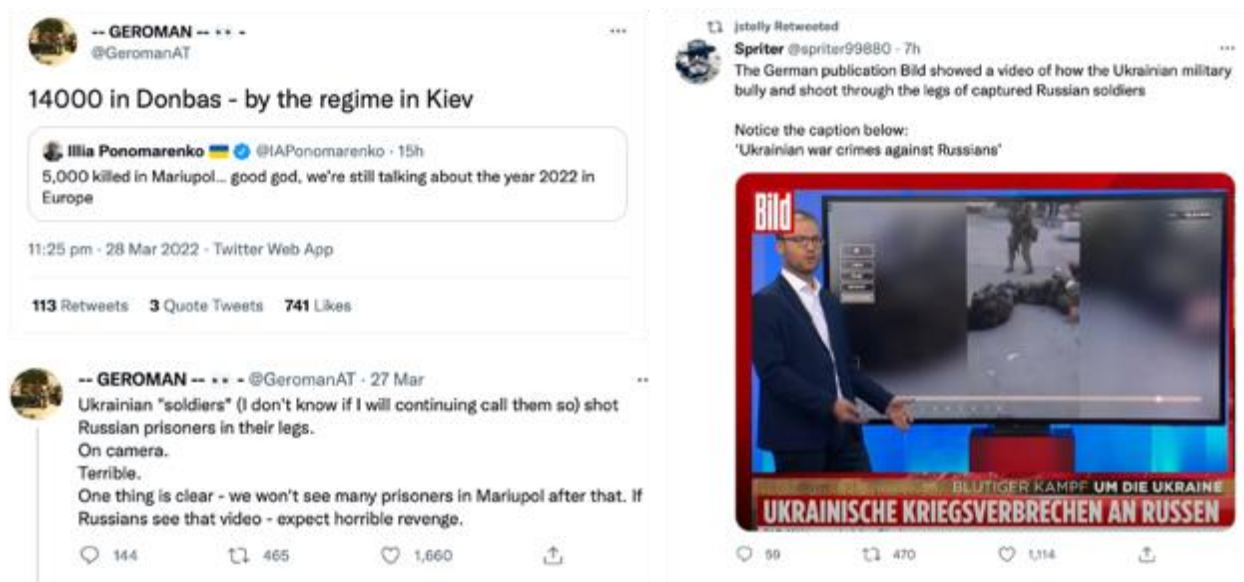 -- GEROMAN --
@GeromanAT
14000 in Donbas - by the regime in Kiev
Illia Ponomarenko @IAPonomarenko · 15h
5,000 killed in Mariupol... good god, we're still talking about the year 2022 in
Europe
11:25 pm · 28 Mar 2022 · Twitter Web App
113 Retweets 3 Quote Tweets 741 Likes
-- GEROMAN -- @GeromanAT · 27 Mar
Ukrainian "soldiers" (I don't know if I will continuing call them so) shot
Russian prisoners in their legs.
On camera.
Terrible.
One thing is clear - we won't see many prisoners in Mariupol after that. If
Russians see that video - expect horrible revenge.
144 465 1,660
jstelly Retweeted
Spriter @spriter99880 · 7h
The German publication Bild showed a video of how the Ukrainian military
bully and shoot through the legs of captured Russian soldiers
Notice the caption below:
'Ukrainian war crimes against Russians'
Bild
BLUTIGER KAMPF UM DIE UKRAINE
UKRAINISCHE KRIEGSVERBRECHEN AN RUSSEN
59 470 1,114